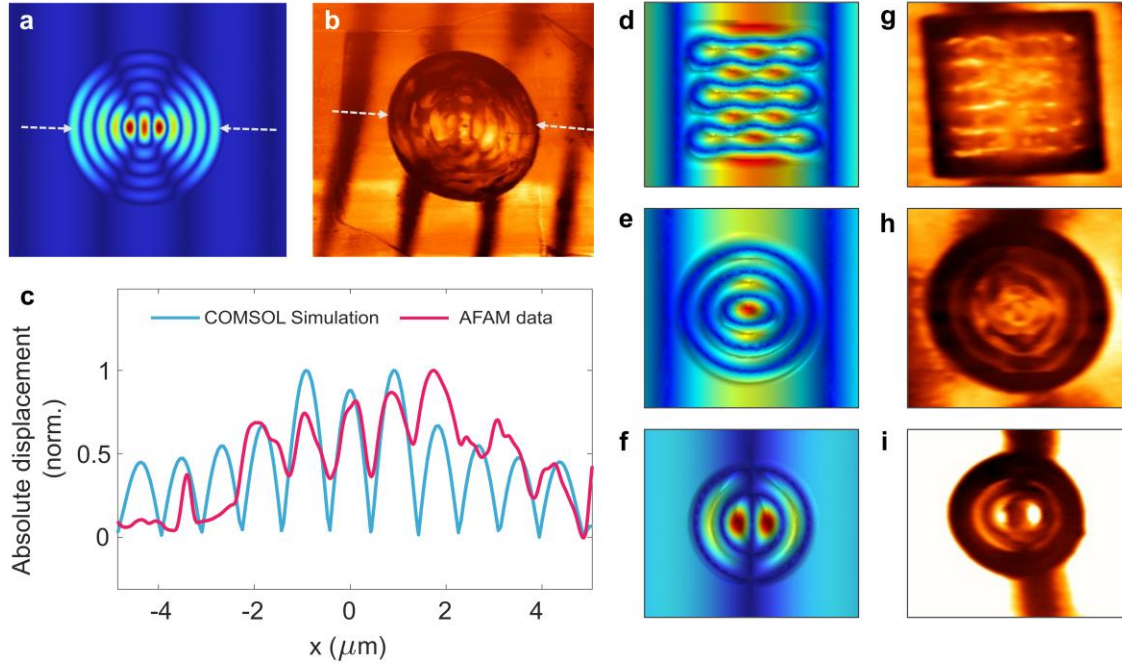 a
b
c
COMSOL Simulation
AFAM data
Absolute displacement
(norm.)
1
0.5
0
-4
-2
0
2
4
x (μm)
d
g
e
h
f
i